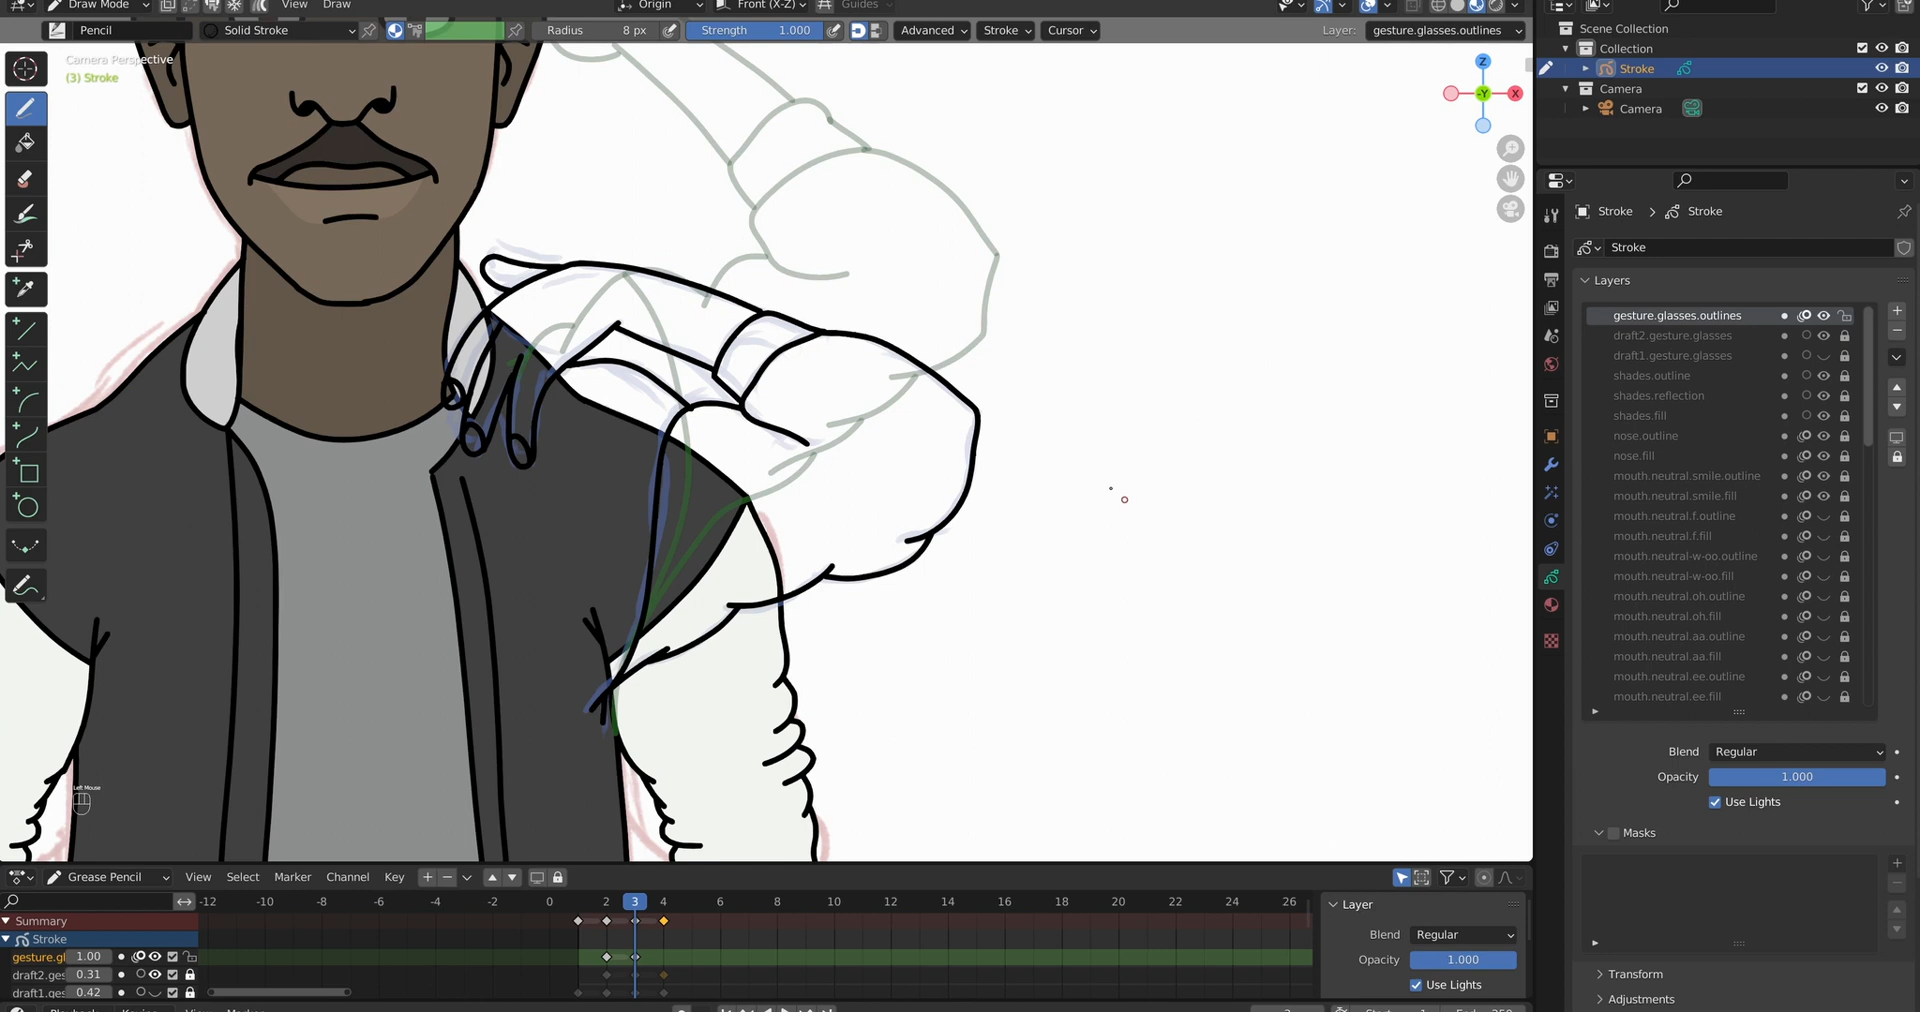 Draw Mode View Draw Origin Front (X-Z) Guides
Pencil Solid Stroke Radius 8 px Strength 1.000 Advanced Stroke Cursor Layer: gesture.glasses.outlines
Camera Perspective
(3) Stroke
Z
-Y X
Left Mouse
Scene Collection
Collection
Stroke
Camera
Camera
Stroke Stroke
Stroke
Layers
gesture.glasses.outlines
draft2.gesture.glasses
draft1.gesture.glasses
shades.outline
shades.reflection
shades.fill
nose.outline
nose.fill
mouth.neutral.smile.outline
mouth.neutral.smile.fill
mouth.neutral.f.outline
mouth.neutral.f.fill
mouth.neutral-w-oo.outline
mouth.neutral-w-oo.fill
mouth.neutral.oh.outline
mouth.neutral.oh.fill
mouth.neutral.aa.outline
mouth.neutral.aa.fill
mouth.neutral.ee.outline
mouth.neutral.ee.fill
Blend Regular
Opacity 1.000
Use Lights
Masks
Transform
Adjustments
Grease Pencil View Select Marker Channel Key
-12 -10 -8 -6 -4 -2 0 2 3 4 6 8 10 12 14 16 18 20 22 24 26
Summary
Stroke
gesture.gl 1.00
draft2.ges 0.31
draft1.ges 0.42
Layer
Blend Regular
Opacity 1.000
Use Lights